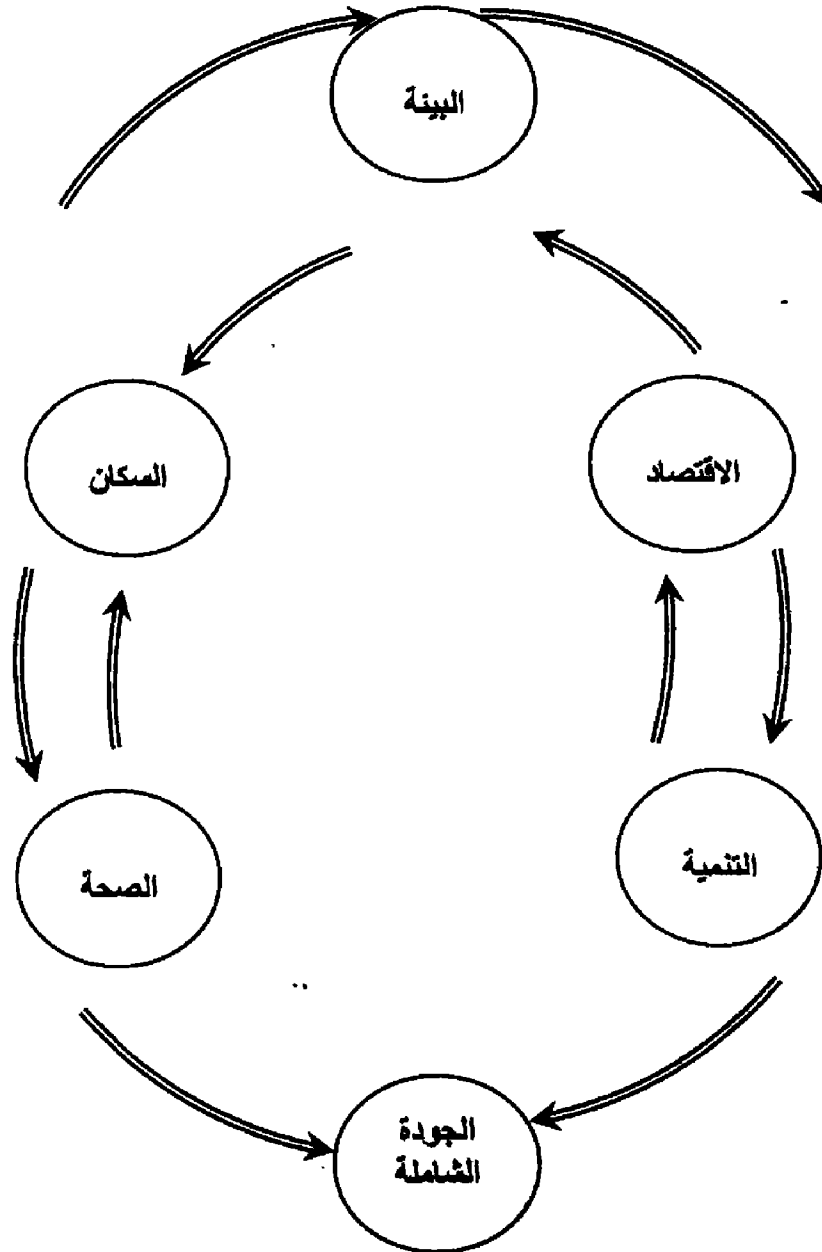 البيئة
الاقتصاد
السكان
التنمية
الصحة
الجودة
الشاملة